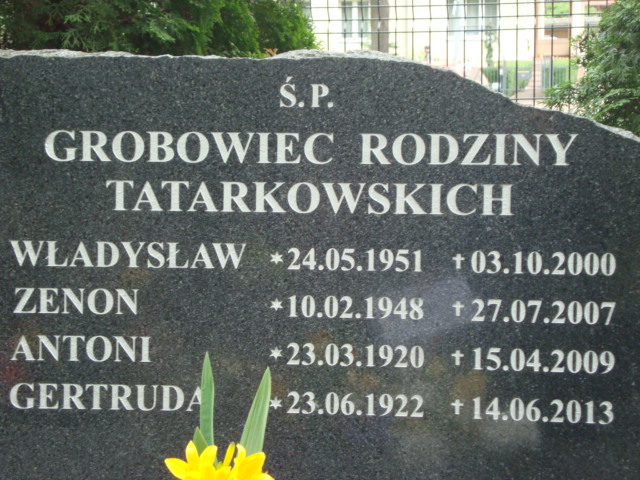 Ś.P.
GROBOWIEC RODZINY
TATARKOWSKICH
WŁADYSŁAW *24.05.1951 †03.10.2000
ZENON *10.02.1948 †27.07.2007
ANTONI *23.03.1920 †15.04.2009
GERTRUDA *23.06.1922 †14.06.2013